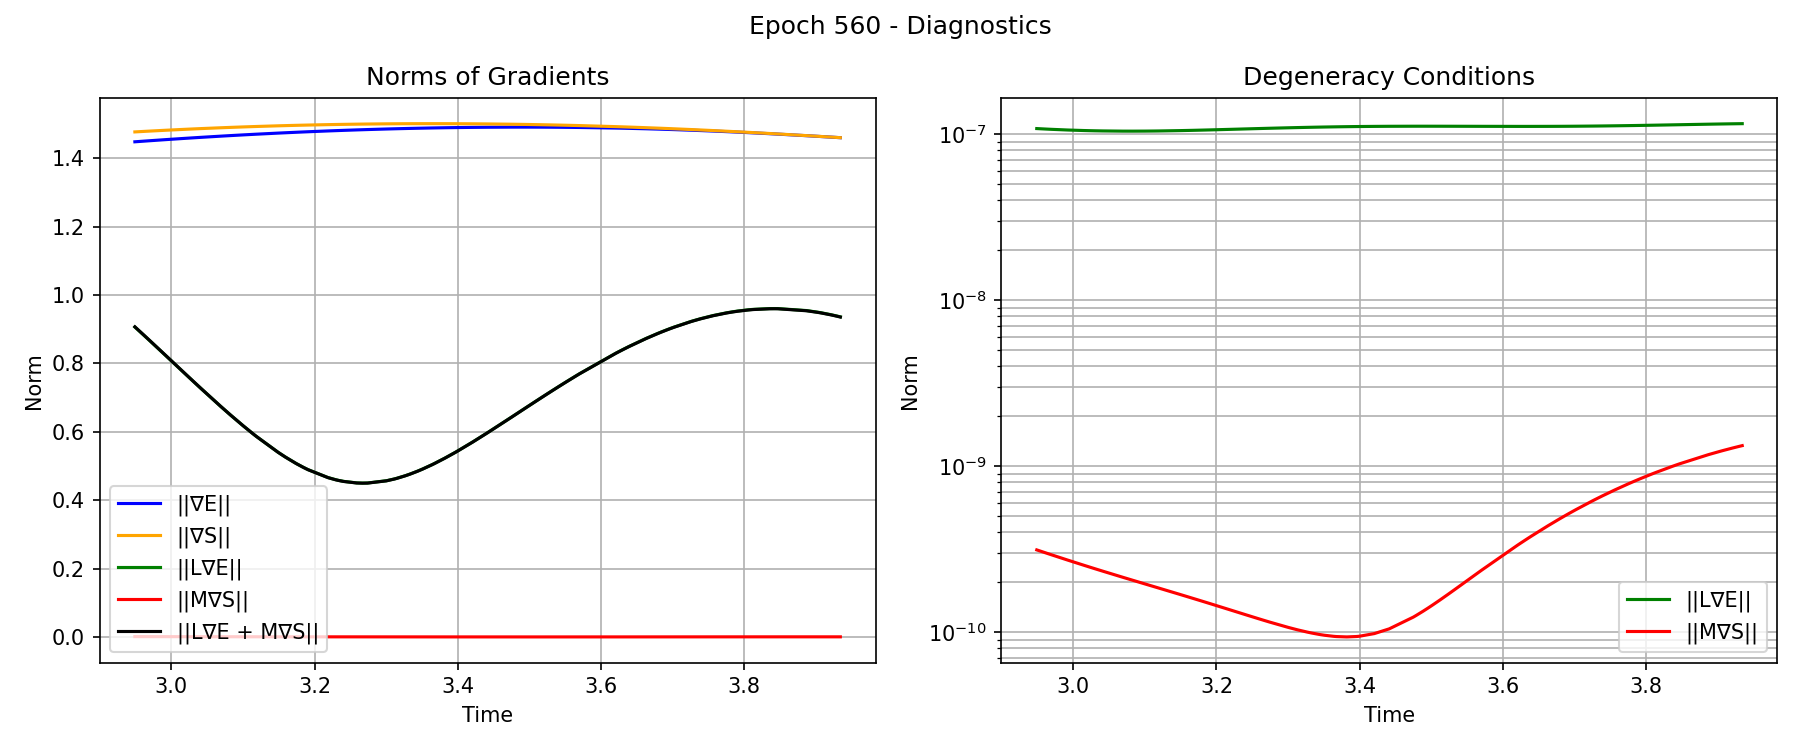 Epoch 560 - Diagnostics
Norms of Gradients
Norm
1.4
1.2
1.0
0.8
0.6
0.4
0.2
0.0
||∇E||
||∇S||
||L∇E||
||M∇S||
||L∇E + M∇S||
3.0 3.2 3.4 3.6 3.8
Time
Degeneracy Conditions
Norm
10⁻⁷
10⁻⁸
10⁻⁹
10⁻¹⁰
||L∇E||
||M∇S||
3.0 3.2 3.4 3.6 3.8
Time